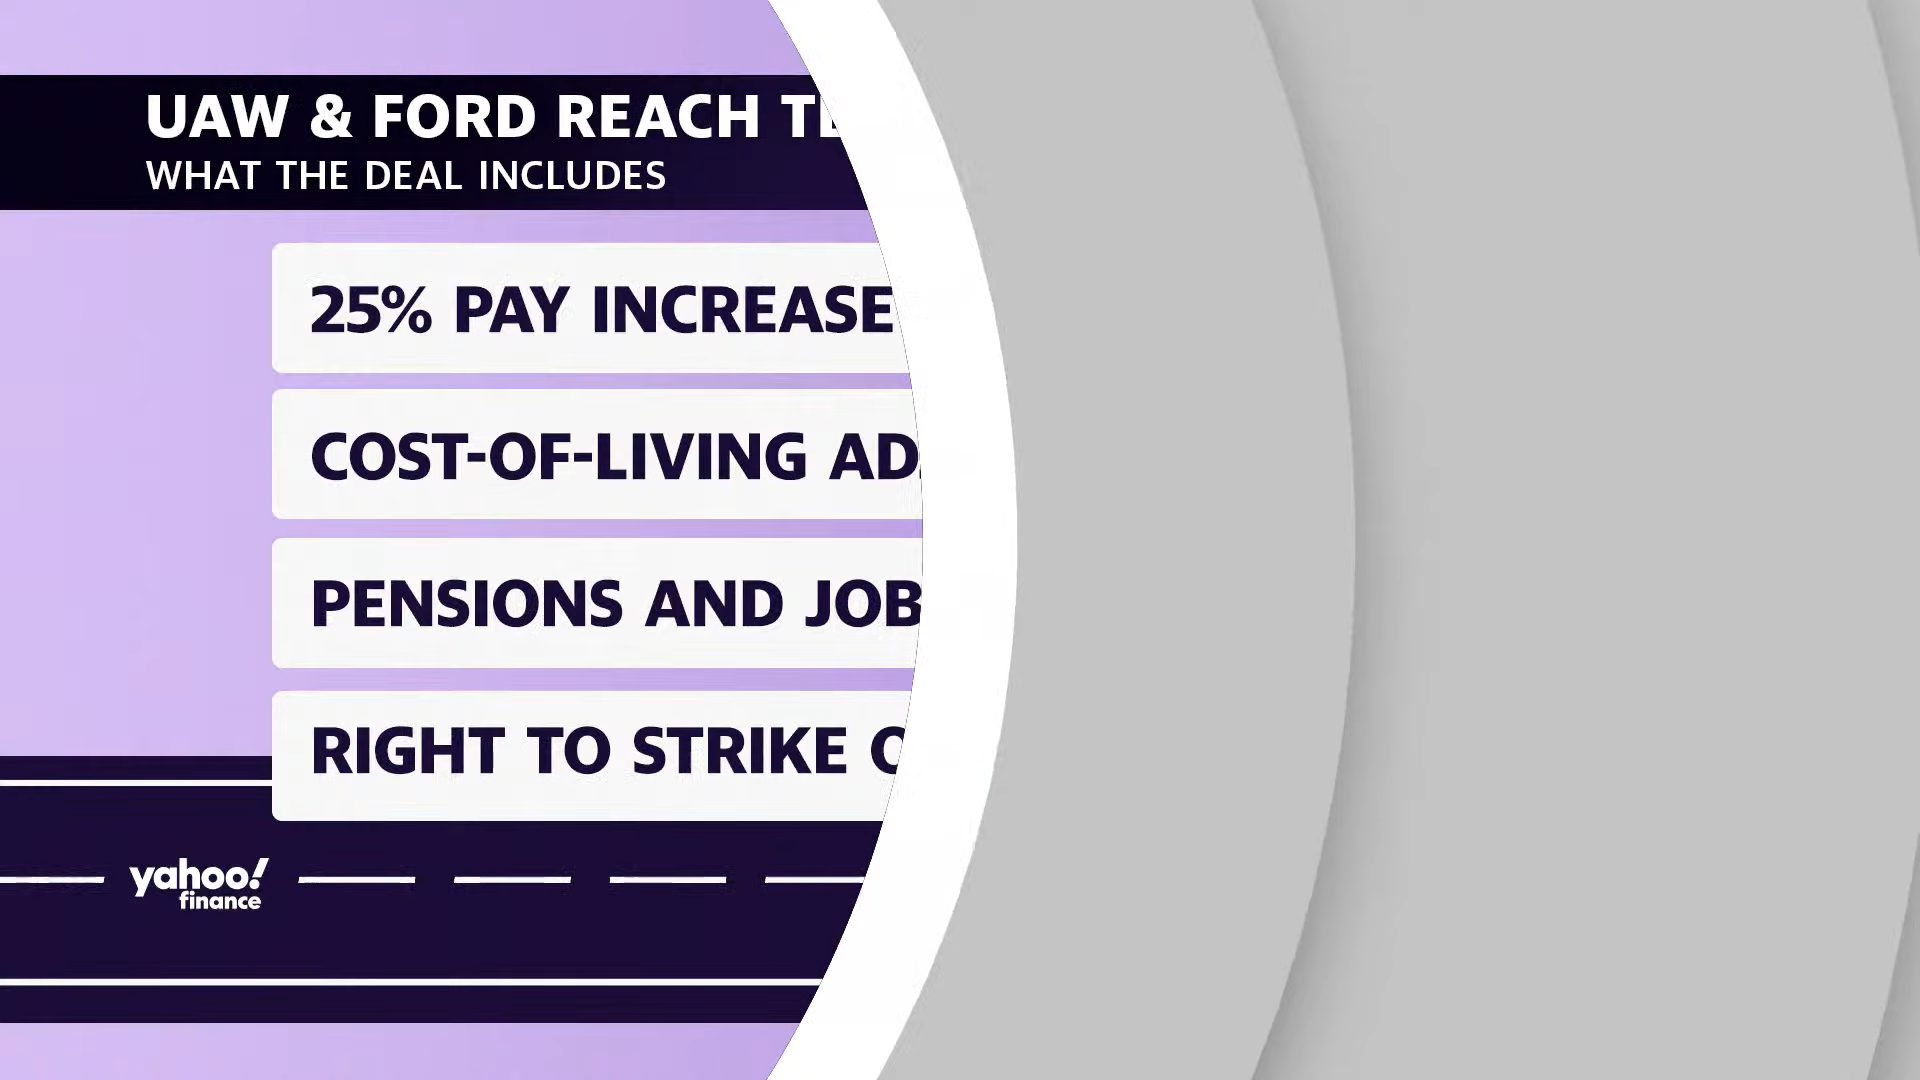 UAW & FORD REACH
WHAT THE DEAL INCLUDES
25% PAY INCREASE
COST-OF-LIVING
PENSIONS AND JOB
RIGHT TO STRIKE
yahoo!
finance